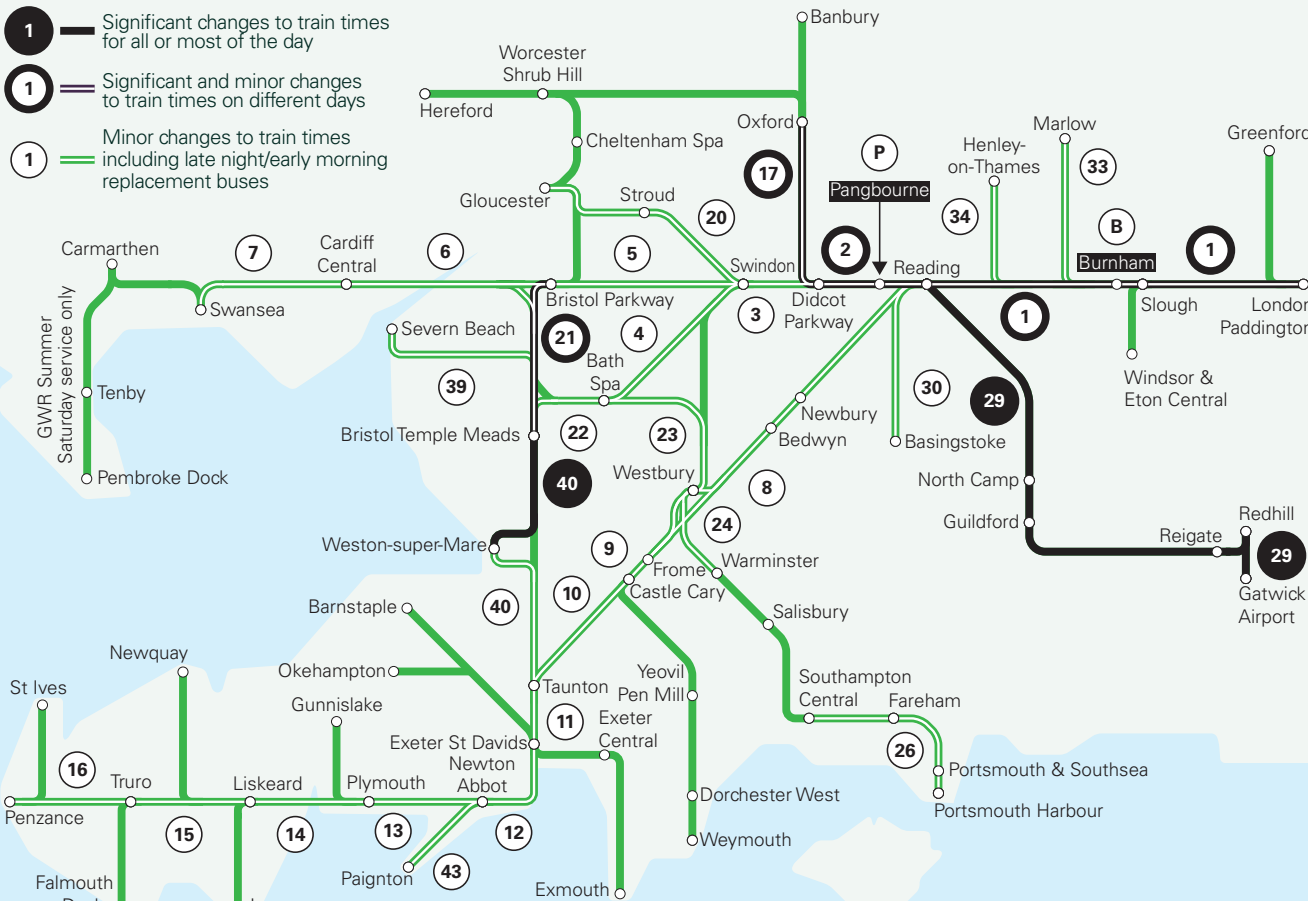 1
Significant changes to train times
for all or most of the day
1
Significant and minor changes
to train times on different days
1
Minor changes to train times
including late night/early morning
replacement buses
Banbury
Worcester
Shrub Hill
Hereford
Oxford
Cheltenham Spa
Marlow
Greenford
Henley-
on-Thames
P
Pangbourne
17
33
34
B
Burnham
1
Gloucester
Stroud
20
Carmarthen
7
Cardiff
Central
6
5
Swindon
2
Reading
Swansea
Bristol Parkway
Didcot
Parkway
Slough
London
Paddington
3
1
GWR Summer
Saturday service only
Severn Beach
21
4
Bath
Spa
39
Tenby
30
29
Windsor &
Eton Central
Newbury
Bedwyn
Basingstoke
Bristol Temple Meads
22
23
Pembroke Dock
Westbury
8
40
North Camp
24
Guildford
Redhill
Reigate
29
Weston-super-Mare
9
Frome
Warminster
Castle Cary
Gatwick
Airport
10
40
Barnstaple
Salisbury
Newquay
Okehampton
Yeovil
Pen Mill
St Ives
Taunton
Southampton
Central
Fareham
Gunnislake
11
Exeter
Central
Exeter St Davids
26
16
Truro
Liskeard
Plymouth
Newton
Abbot
Portsmouth & Southsea
Penzance
Dorchester West
Portsmouth Harbour
15
14
13
12
Weymouth
43
Paignton
Falmouth
Exmouth